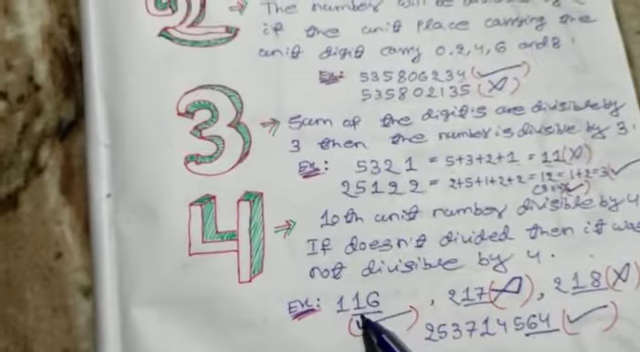 2 → The number will be
if the unit place carring the
unit digit carry 0,2,4,6 and 8.
Ex: 535806234 (✓)
535802135 (X)
3 → Sum of the digits are divisible by
3 then the number is divisible by 3.
Ex: 5321 = 5+3+2+1 = 11 (X)
25122 = 2+5+1+2+2 = 12 = 1+2=3 ✓
4 → 10th unit number divisible by 4
If doesn't divided then it was
not divisible by 4.
Ex: 116, 217 (X), 218 (X)
(✓) 253714564 (✓)